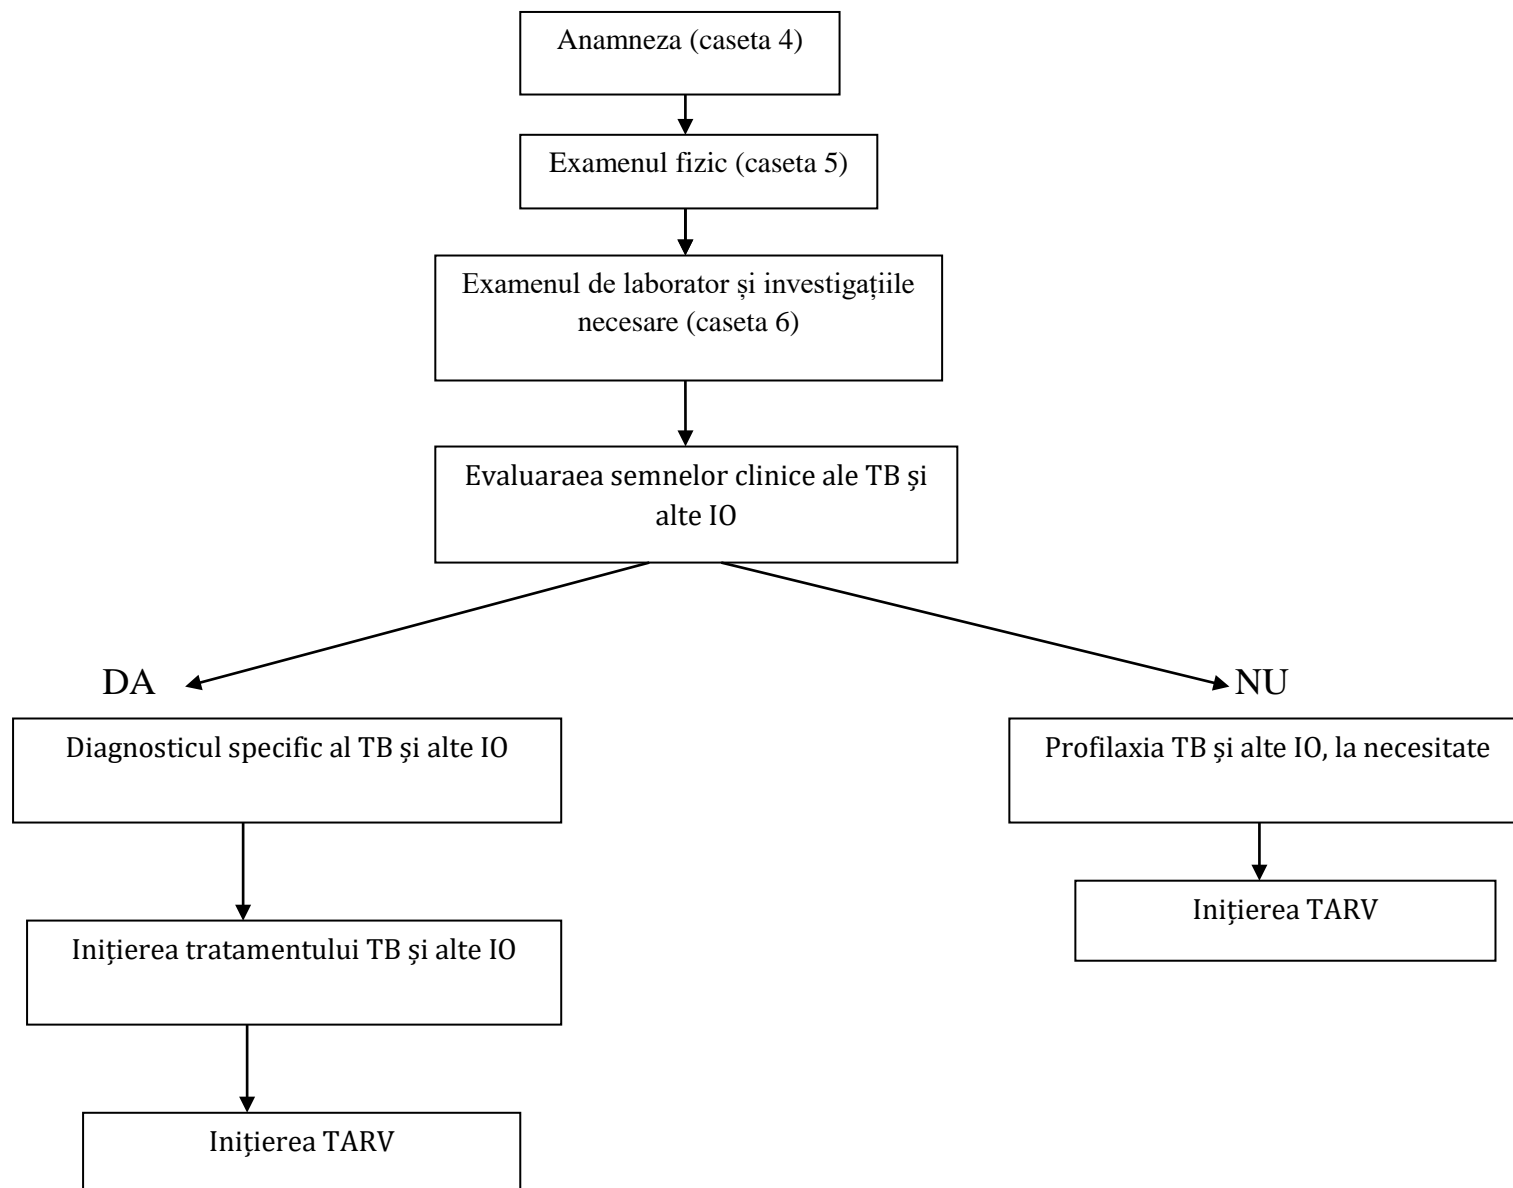 Anamneza (caseta 4)
Examenul fizic (caseta 5)
Examenul de laborator și investigațiile
necesare (caseta 6)
Evaluaraea semnelor clinice ale TB și
alte IO
DA
NU
Diagnosticul specific al TB și alte IO
Profilaxia TB și alte IO, la necesitate
Inițierea TARV
Inițierea tratamentului TB și alte IO
Inițierea TARV